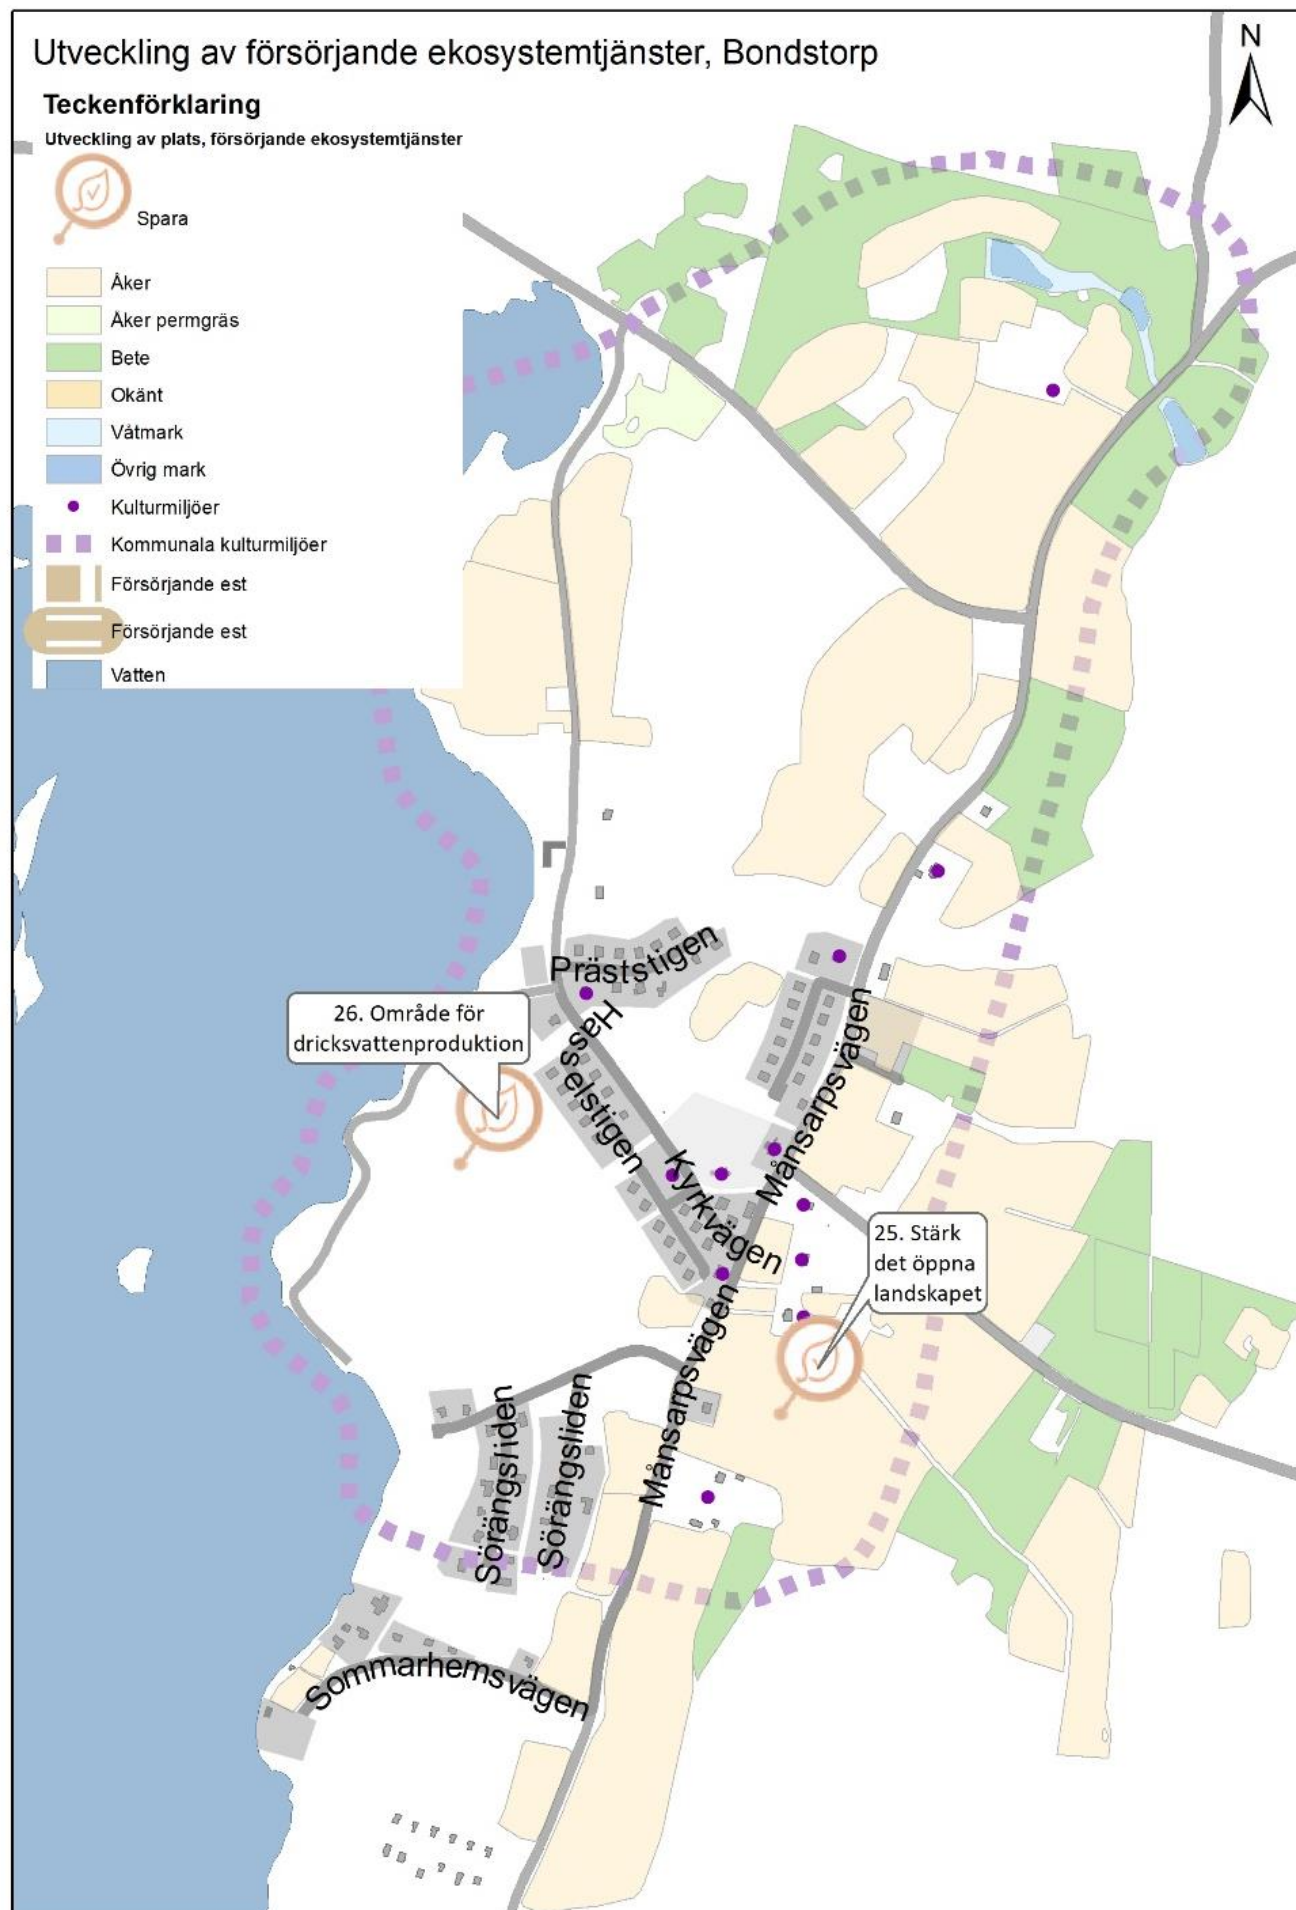 Utveckling av försörjande ekosystemtjänster, Bondstorp
N
Teckenförklaring
Utveckling av plats, försörjande ekosystemtjänster
Spara
Åker
Åker permgräs
Bete
Okänt
Våtmark
Övrig mark
Kulturmiljöer
Kommunala kulturmiljöer
Försörjande est
Försörjande est
Vatten
Präststigen
26. Område för
dricksvattenproduktion
Hasselstigen
Månsarpsvägen
Kyrkvägen
25. Stärk
det öppna
landskapet
Månsarpsvägen
Månsarpsvägen
Sörängsliden
Sörängsliden
Sommarhemsvägen